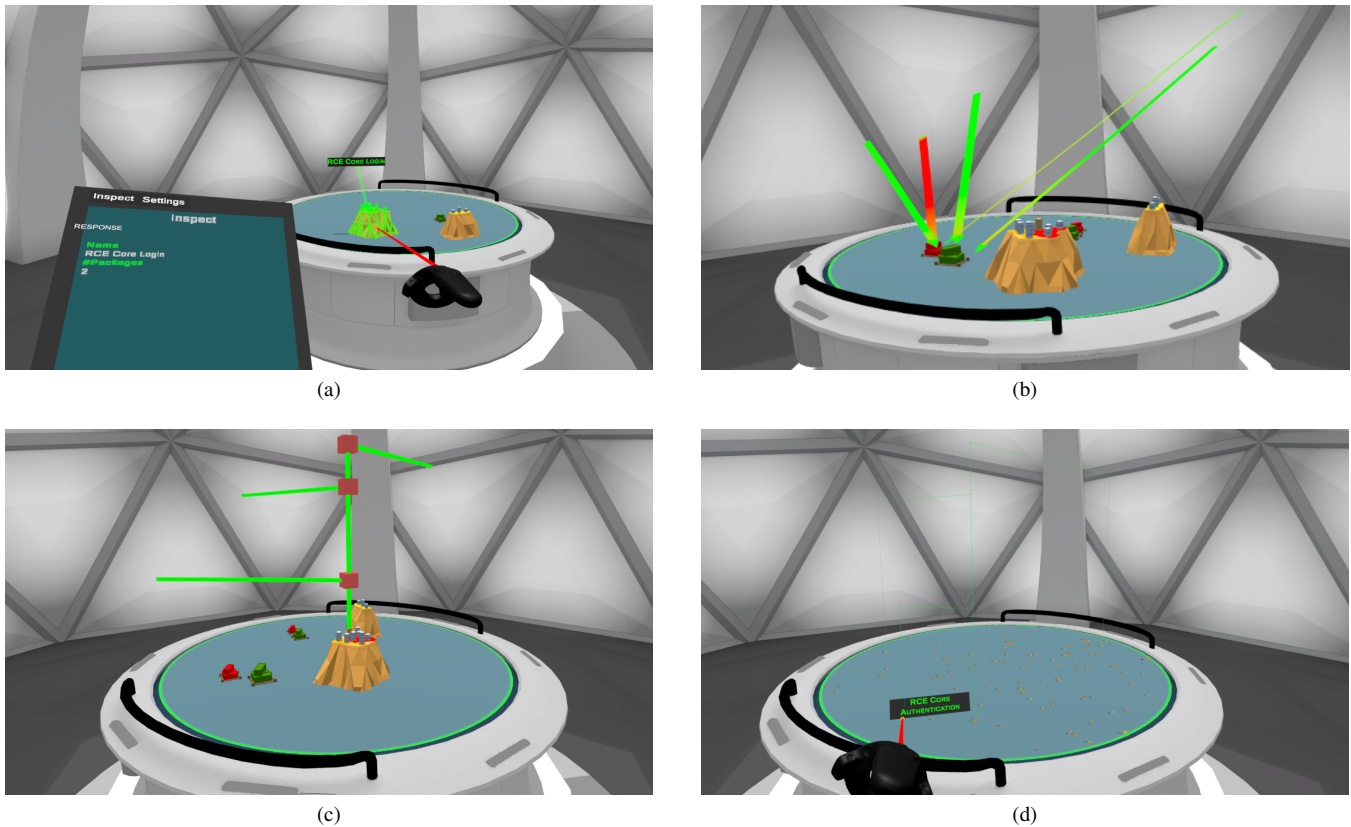 RCE Core Login
Inspect Settings
Inspect
RESPONSE
Name
RCE Core Login
#Packages
2
(a)
(b)
(c)
RCE Core
Authentication
(d)